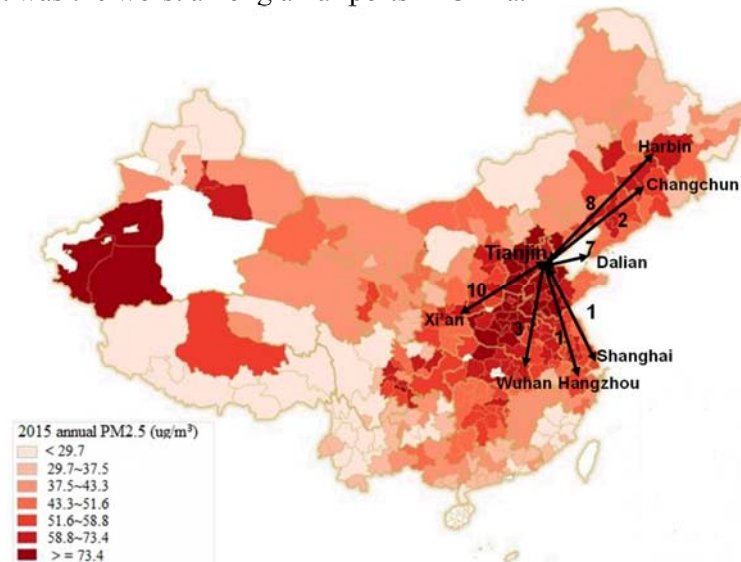 Harbin
Changchun
8
2
Tianjin
7
Dalian
10
Xi'an
1
3
1
Shanghai
Wuhan Hangzhou
2015 annual PM2.5 (ug/m³)
< 29.7
29.7~37.5
37.5~43.3
43.3~51.6
51.6~58.8
58.8~73.4
> = 73.4